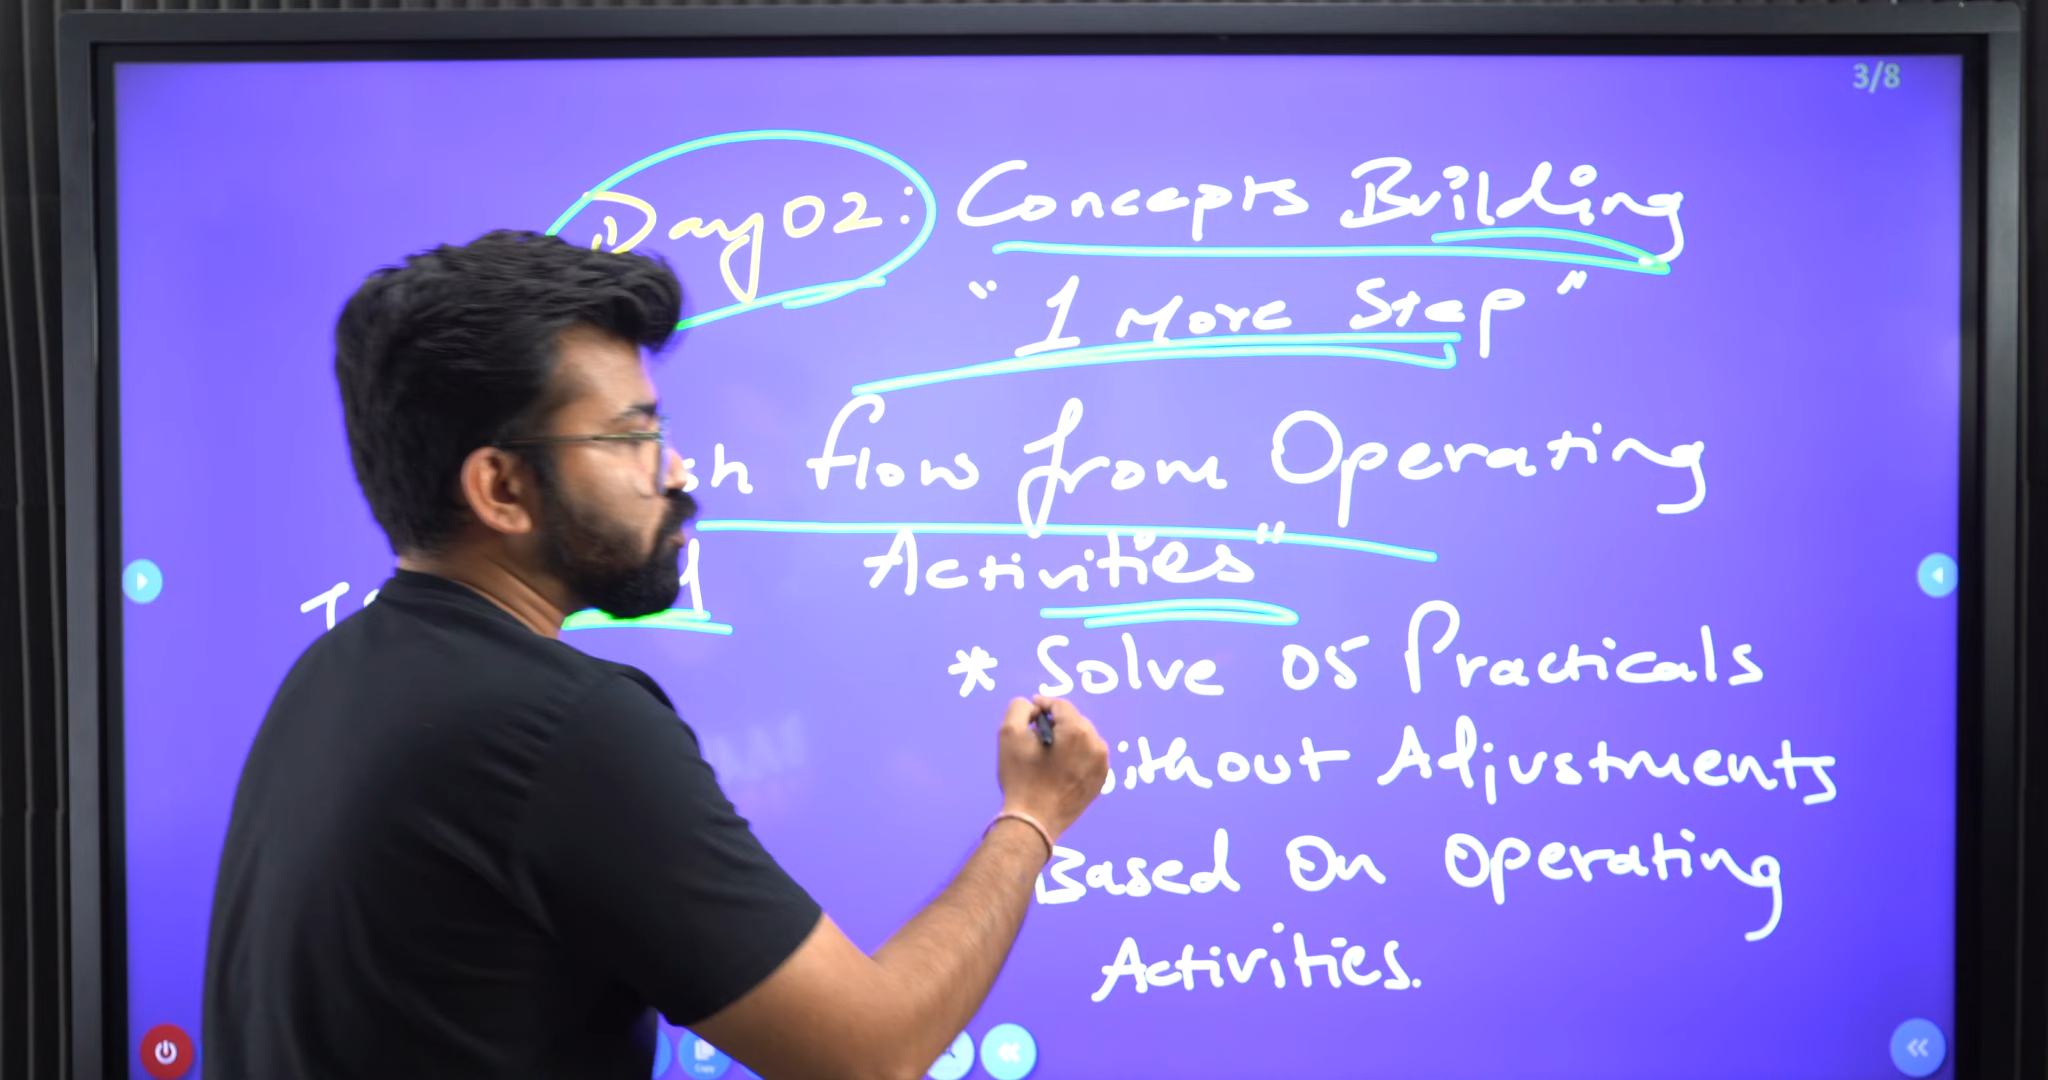 3/8
Day 02: Concepts Building
"1 More Step"
sh flow from Operating
Activities"
* Solve 05 Practicals
ithout Adjustments
Based On Operating
Activities.
Copy